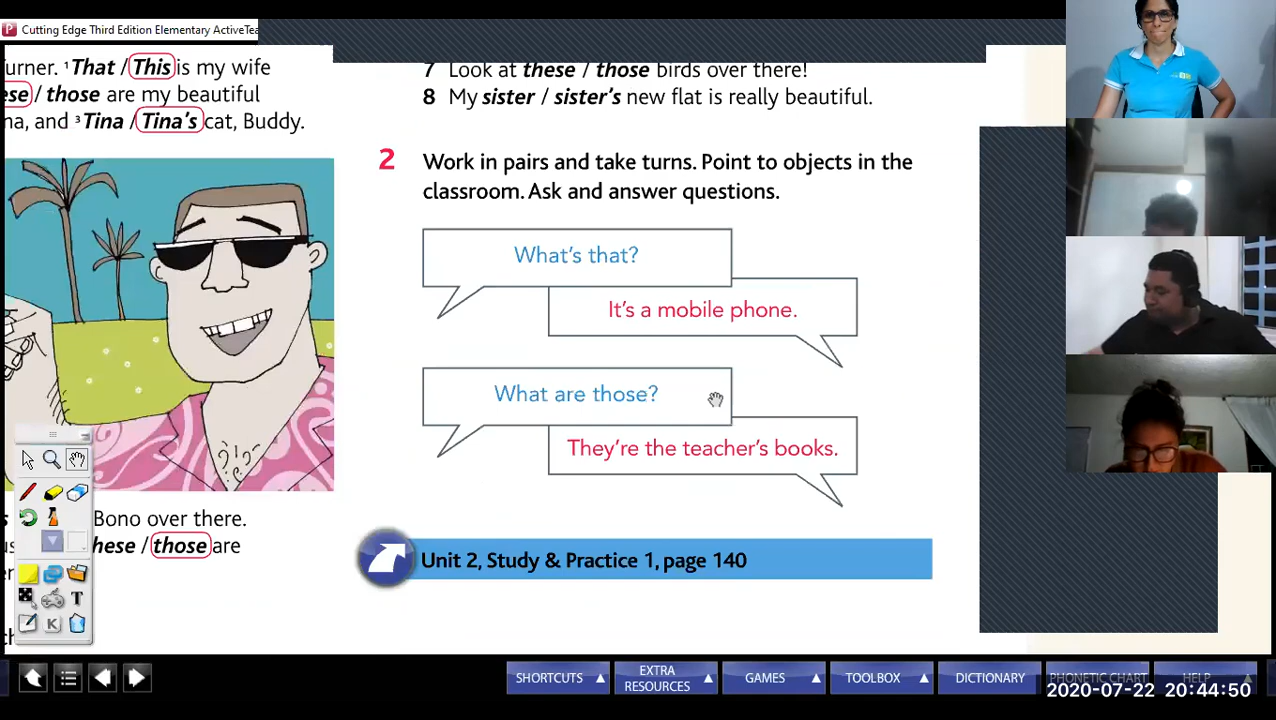 Cutting Edge Third Edition Elementary ActiveTea
urner. ¹That / This is my wife
ese / those are my beautiful
na, and ³Tina / Tina's cat, Buddy.
Bono over there.
hese / those are
7 Look at these / those birds over there!
8 My sister / sister's new flat is really beautiful.
2 Work in pairs and take turns. Point to objects in the
classroom. Ask and answer questions.
What's that?
It's a mobile phone.
What are those?
They're the teacher's books.
Unit 2, Study & Practice 1, page 140
T
K
SHORTCUTS
EXTRA
RESOURCES
GAMES
TOOLBOX
DICTIONARY
PHONETIC CHART
HELP
2020-07-22 20:44:50